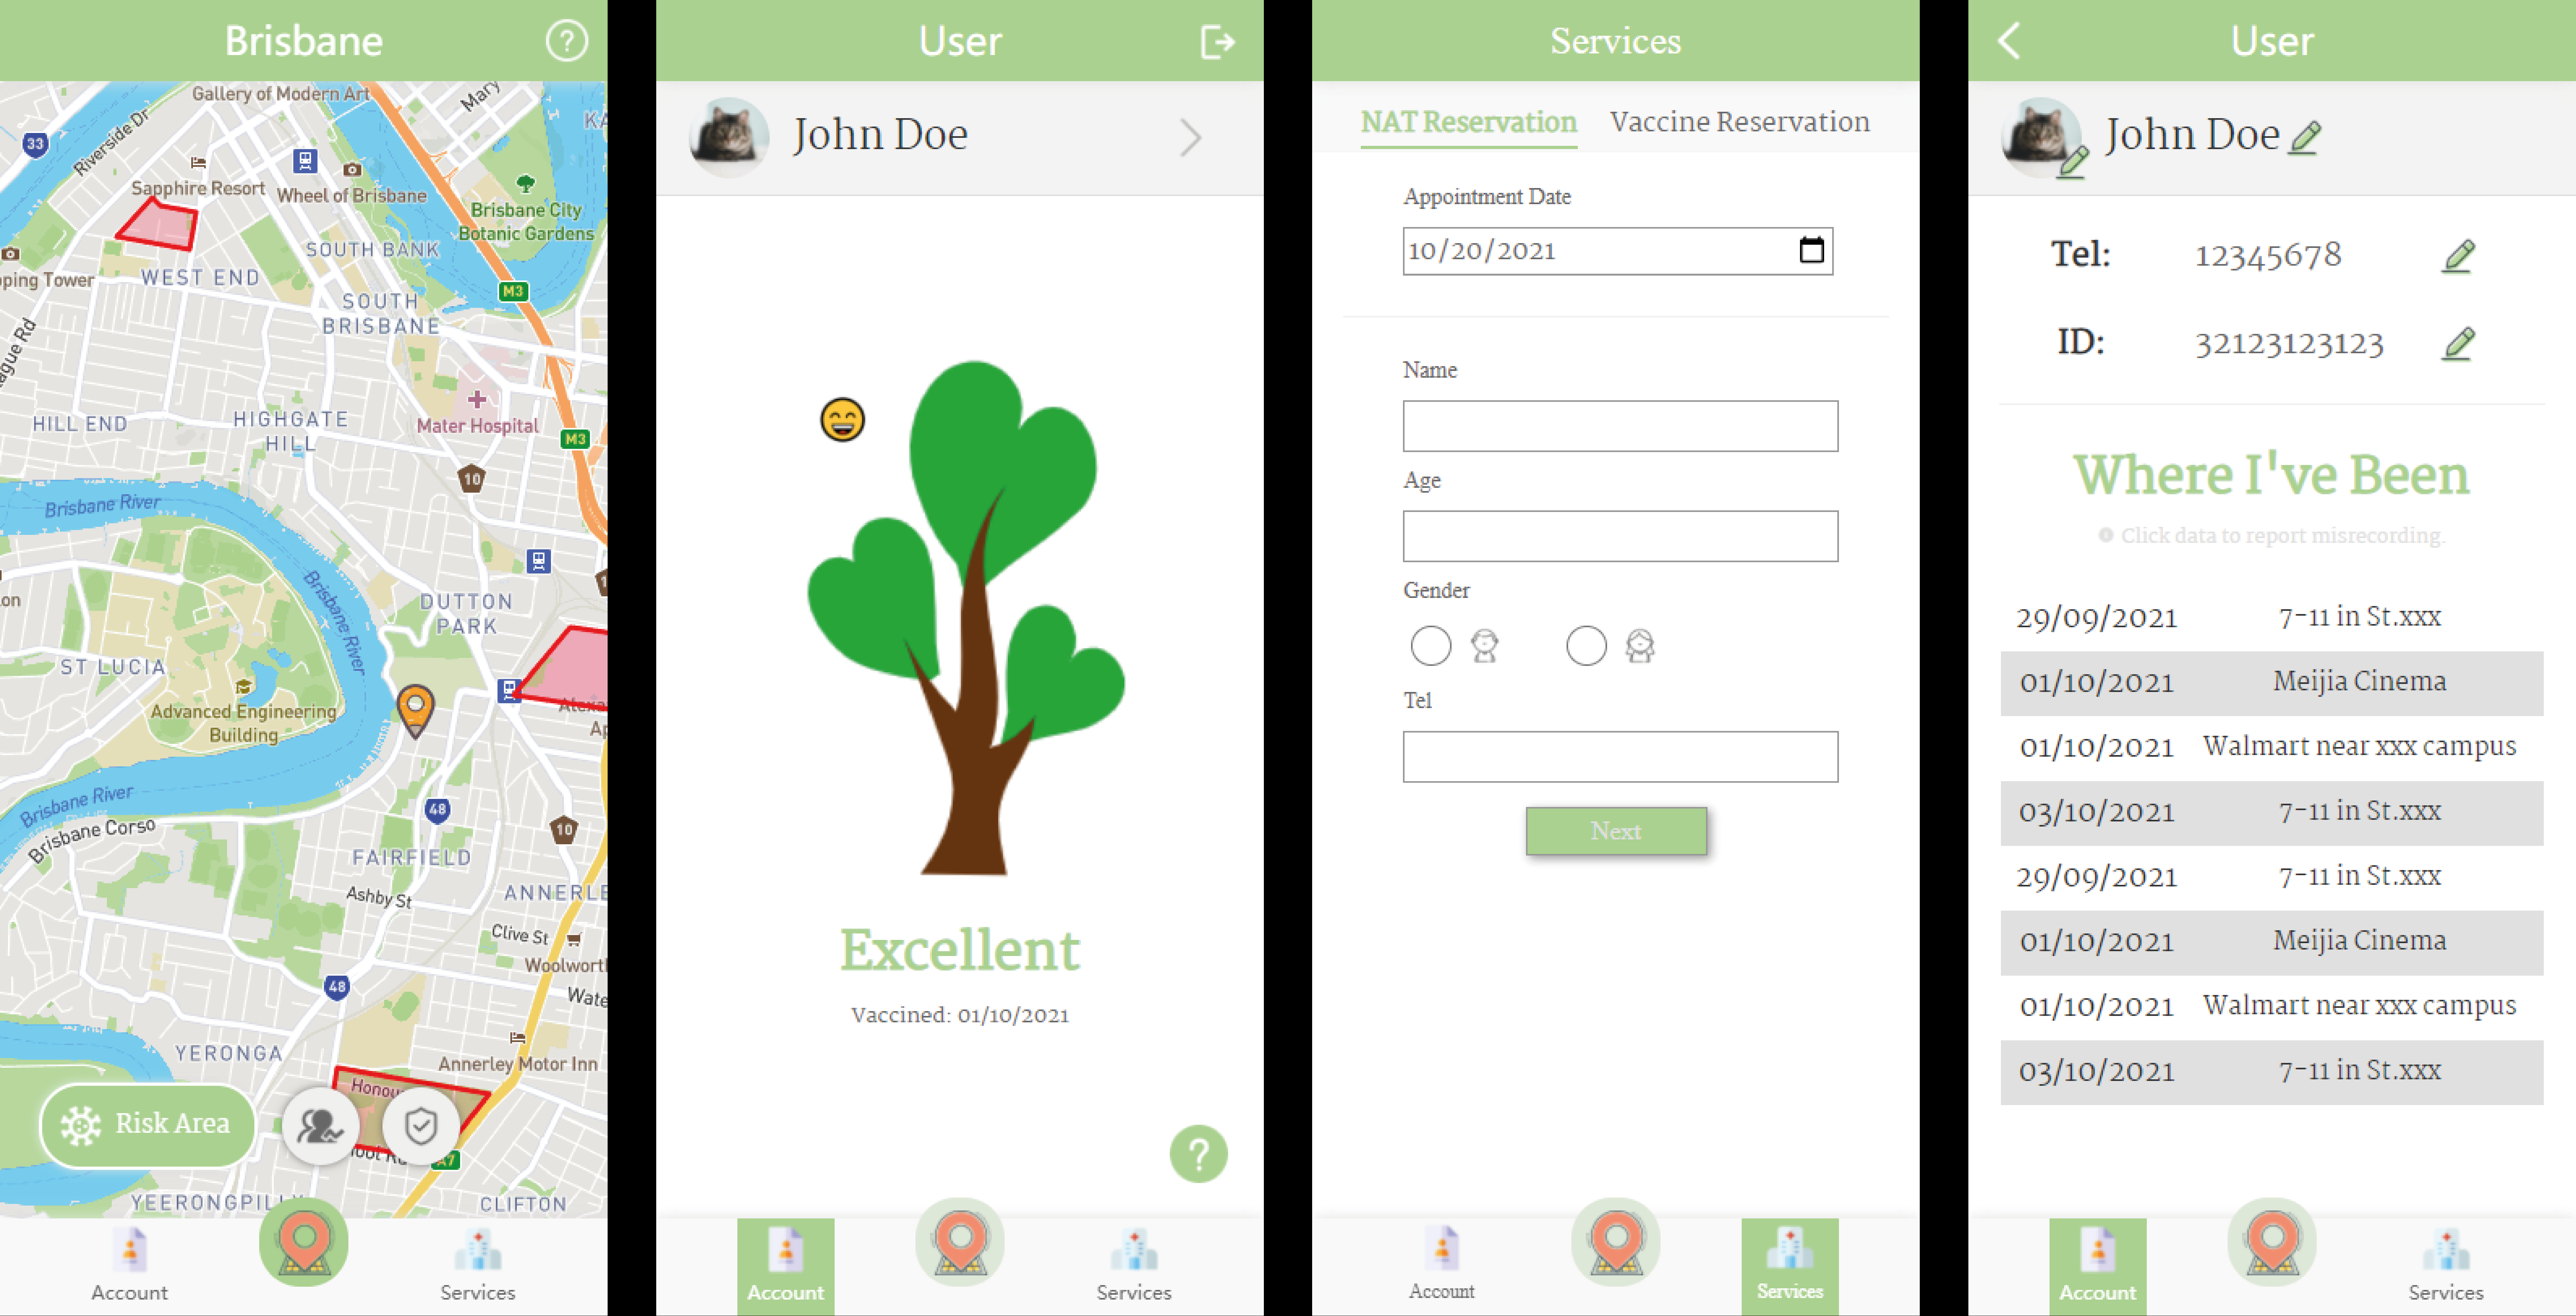 Brisbane
?
Gallery of Modern Art
Mary
33
Riverside Dr
Sapphire Resort
Wheel of Brisbane
Brisbane City
Botanic Gardens
SOUTH BANK
WEST END
ping Tower
M3
SOUTH
BRISBANE
ague Rd
HILL END
HIGHGATE
HILL
Mater Hospital
M3
10
Brisbane River
Brisbane River
DUTTON
PARK
on
ST LUCIA
Advanced Engineering
Building
Brisbane River
Brisbane Corso
48
10
FAIRFIELD
Ashby St
ANNERLE
Clive St
Woolwort
48
Wate
YERONGA
Annerley Motor Inn
Honou
Risk Area
A7
YEERONGPILLY
CLIFTON
Account
Services
User
John Doe
Excellent
Vaccined: 01/10/2021
?
Account
Services
Services
NAT Reservation
Vaccine Reservation
Appointment Date
10/20/2021
Name
Age
Gender
Tel
Next
Account
Services
User
John Doe
Tel:
12345678
ID:
32123123123
Where I've Been
Click data to report misrecording.
29/09/2021 7-11 in St.xxx
01/10/2021 Meijia Cinema
01/10/2021 Walmart near xxx campus
03/10/2021 7-11 in St.xxx
29/09/2021 7-11 in St.xxx
01/10/2021 Meijia Cinema
01/10/2021 Walmart near xxx campus
03/10/2021 7-11 in St.xxx
Account
Services